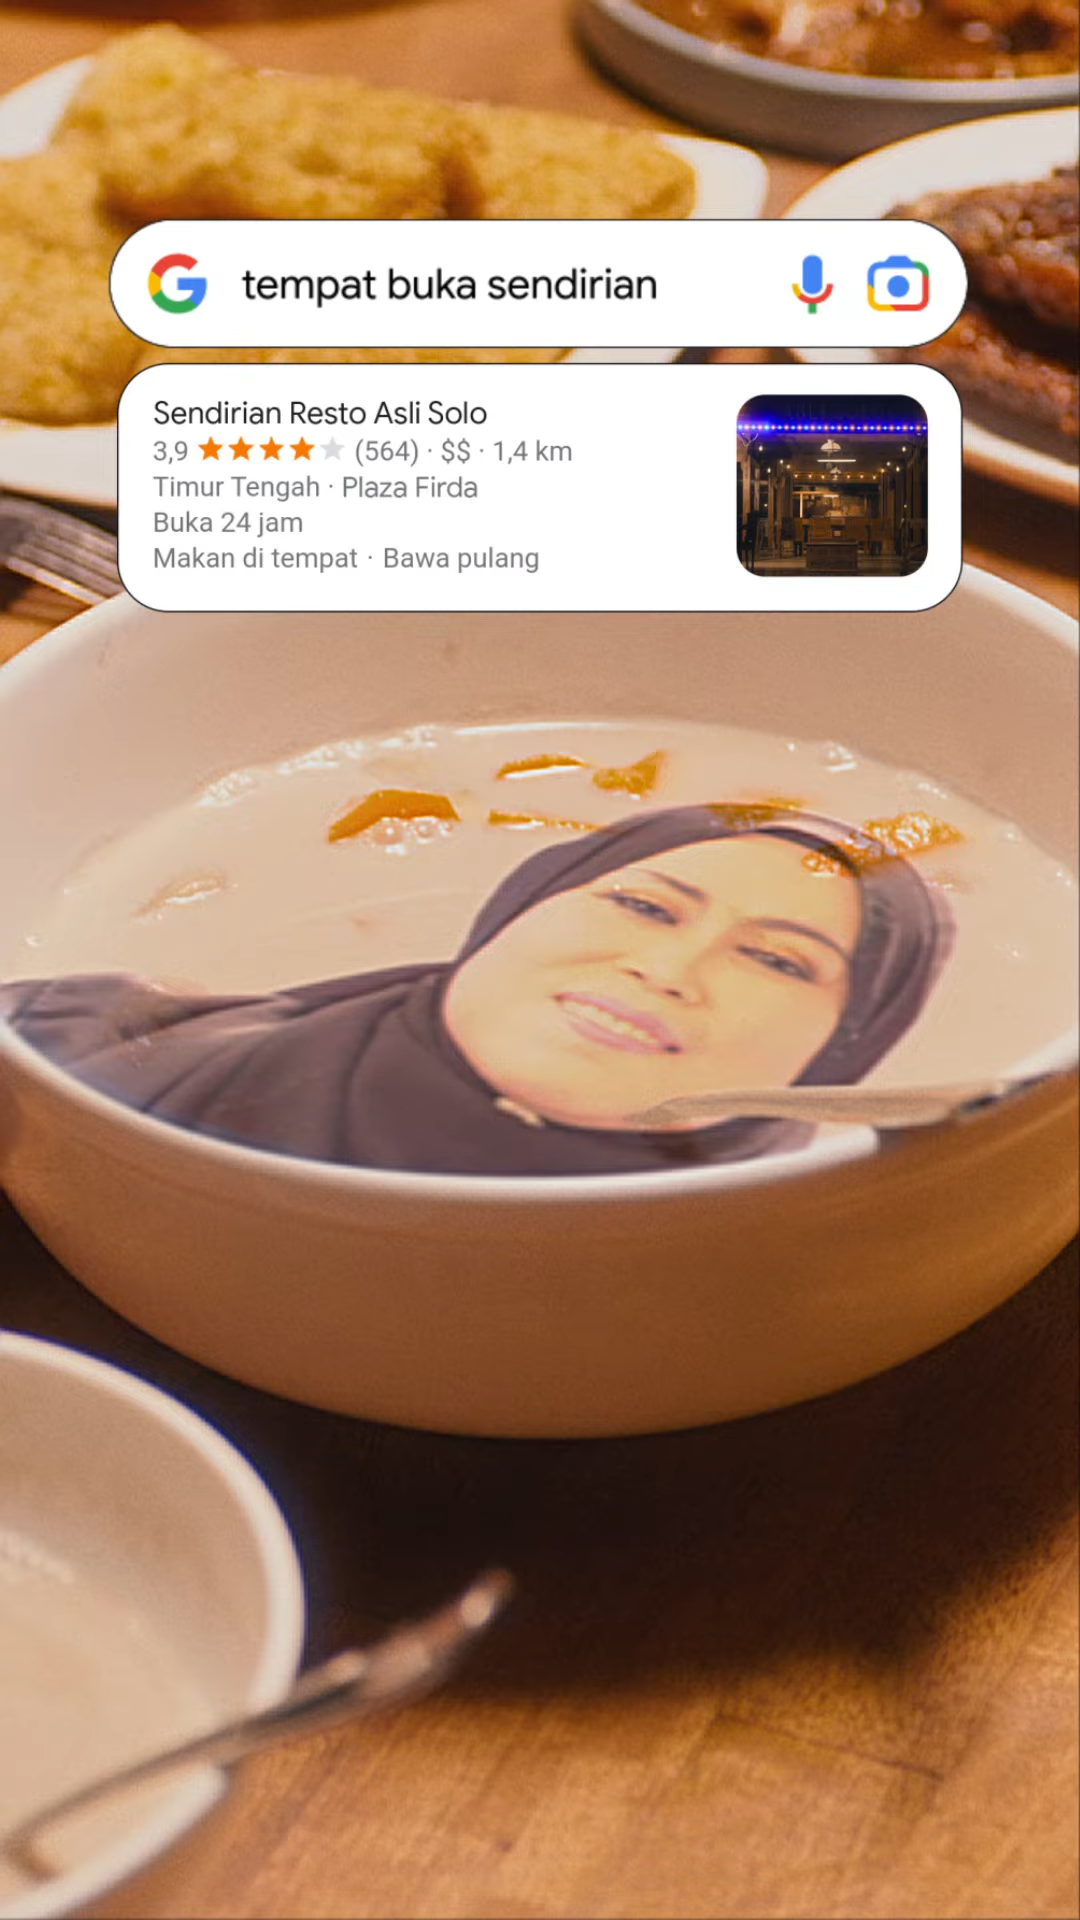 tempat buka sendirian
Sendirian Resto Asli Solo
3,9 (564) · $$ · 1,4 km
Timur Tengah · Plaza Firda
Buka 24 jam
Makan di tempat · Bawa pulang